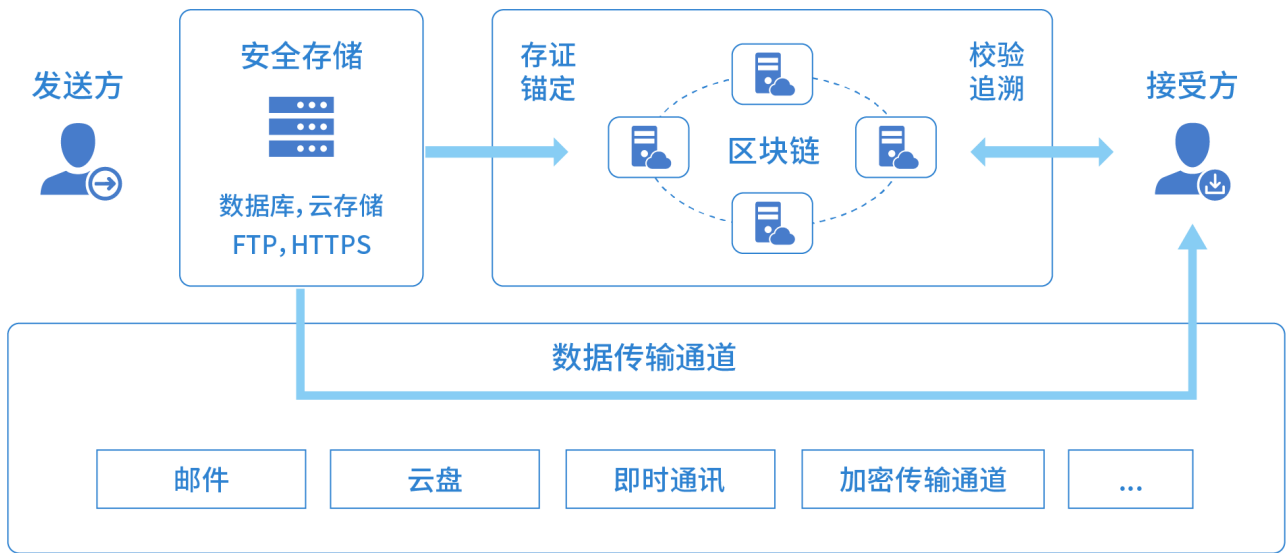 发送方
安全存储
数据库，云存储
FTP，HTTPS
存证
锚定
区块链
校验
追溯
接受方
数据传输通道
邮件
云盘
即时通讯
加密传输通道
...